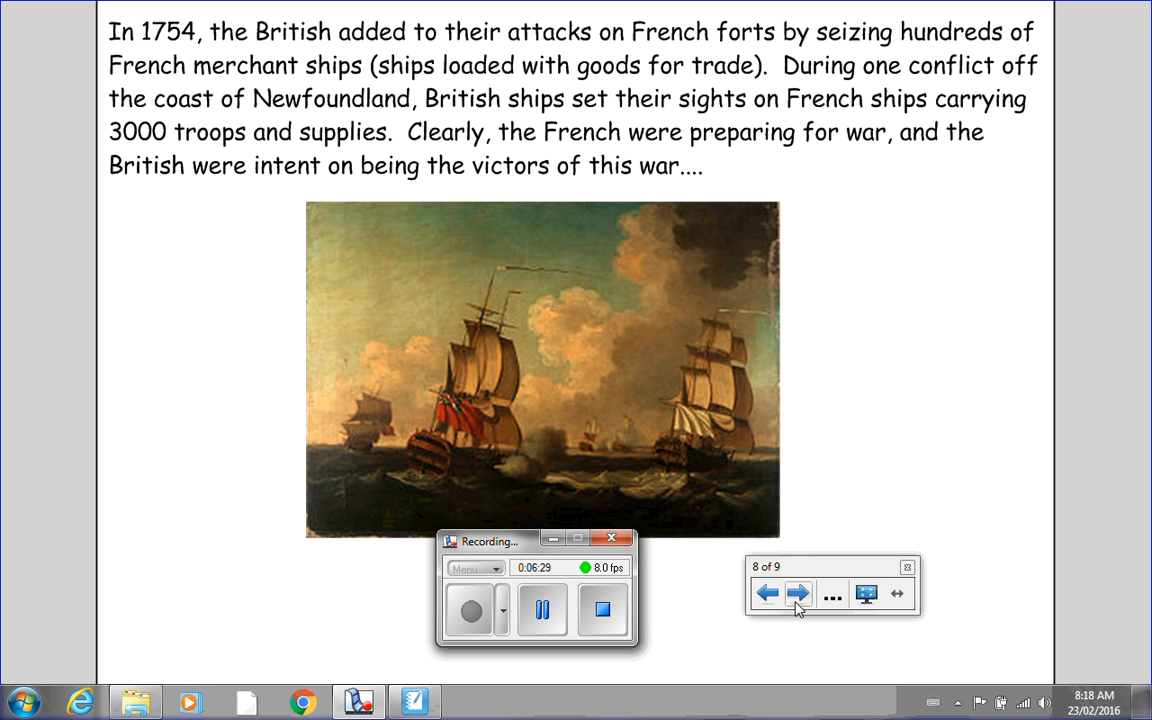 In 1754, the British added to their attacks on French forts by seizing hundreds of
French merchant ships (ships loaded with goods for trade).  During one conflict off
the coast of Newfoundland, British ships set their sights on French ships carrying
3000 troops and supplies.  Clearly, the French were preparing for war, and the
British were intent on being the victors of this war....
Recording...
Menu
0:06:29
8.0 fps
8 of 9
8:18 AM
23/02/2016